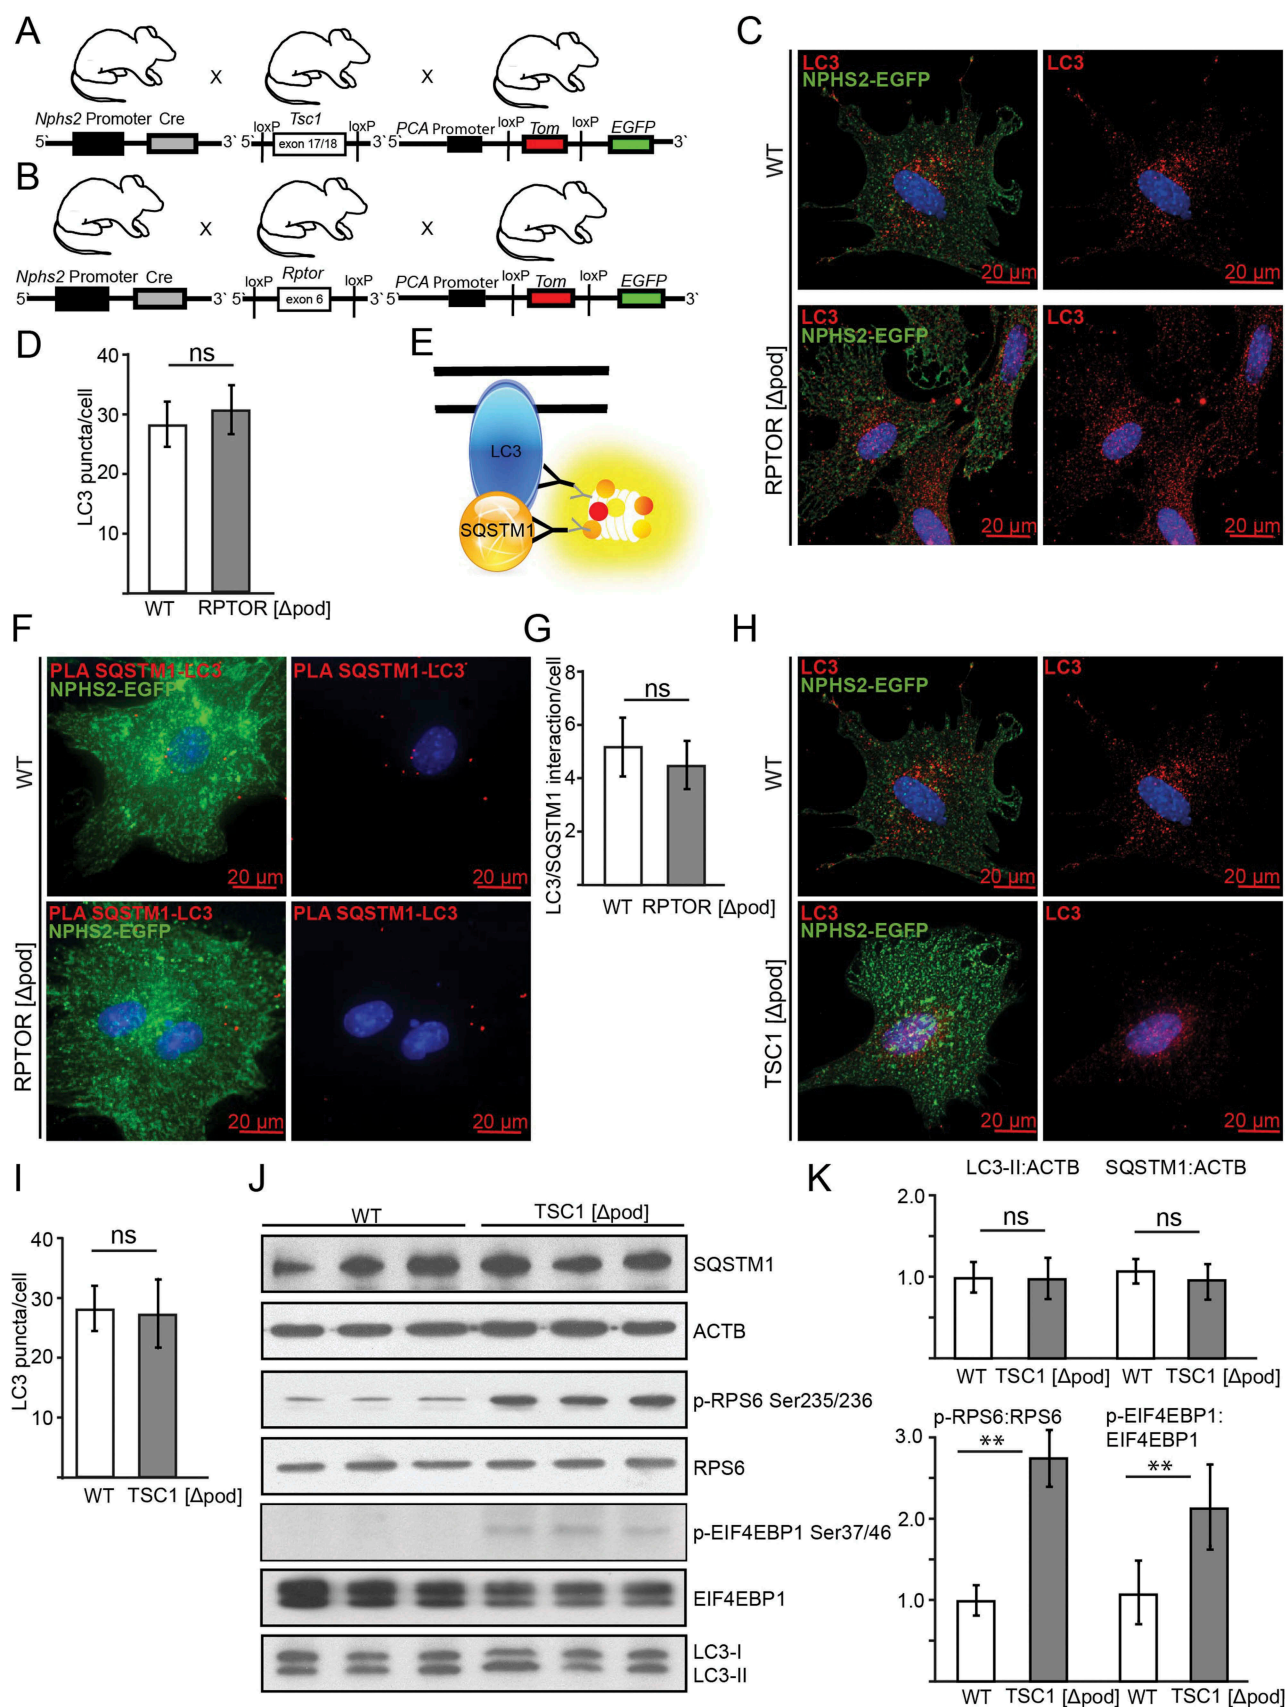 A
X
X
Nphs2 Promoter Cre
5` 3`
Tsc1
loxP loxP
5` exon 17/18 3`
PCA Promoter loxP Tom loxP EGFP
5` 3`
B
X
X
Nphs2 Promoter Cre
5` 3`
Rptor
loxP loxP
5` exon 6 3`
PCA Promoter loxP Tom loxP EGFP
5` 3`
C
WT
LC3
NPHS2-EGFP
20 µm
LC3
20 µm
RPTOR [Δpod]
LC3
NPHS2-EGFP
20 µm
LC3
20 µm
D
LC3 puncta/cell
40
30
20
10
ns
WT RPTOR [Δpod]
E
LC3
SQSTM1
F
WT
PLA SQSTM1-LC3
NPHS2-EGFP
20 µm
PLA SQSTM1-LC3
20 µm
RPTOR [Δpod]
PLA SQSTM1-LC3
NPHS2-EGFP
20 µm
PLA SQSTM1-LC3
20 µm
G
LC3/SQSTM1 interaction/cell
8
6
4
2
ns
WT RPTOR [Δpod]
H
WT
LC3
NPHS2-EGFP
20 µm
LC3
20 µm
TSC1 [Δpod]
LC3
NPHS2-EGFP
20 µm
LC3
20 µm
I
LC3 puncta/cell
40
30
20
10
ns
WT TSC1 [Δpod]
J
WT TSC1 [Δpod]
SQSTM1
ACTB
p-RPS6 Ser235/236
RPS6
p-EIF4EBP1 Ser37/46
EIF4EBP1
LC3-I
LC3-II
K
LC3-II:ACTB SQSTM1:ACTB
2.0
1.0
ns ns
WT TSC1 [Δpod] WT TSC1 [Δpod]
p-RPS6:RPS6
p-EIF4EBP1:
EIF4EBP1
3.0
2.0
1.0
** **
WT TSC1 [Δpod] WT TSC1 [Δpod]